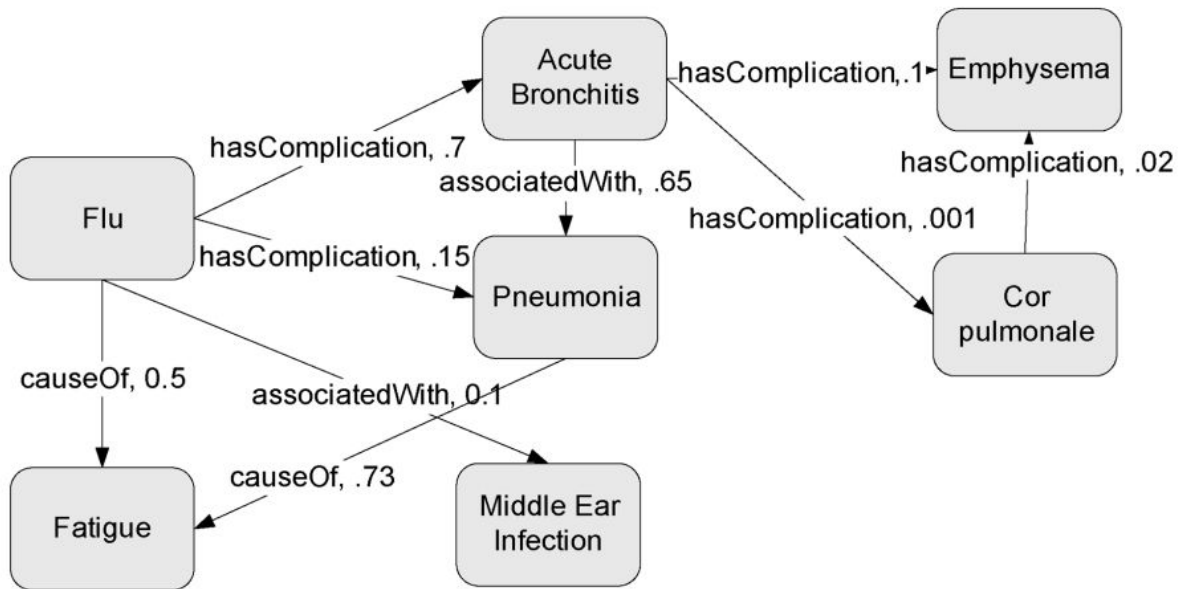 Acute
Bronchitis
hasComplication,.1
Emphysema
hasComplication, .7
hasComplication, .02
associatedWith, .65
Flu
hasComplication, .001
hasComplication, .15
Pneumonia
Cor
pulmonale
causeOf, 0.5
associatedWith, 0.1
causeOf, .73
Fatigue
Middle Ear
Infection